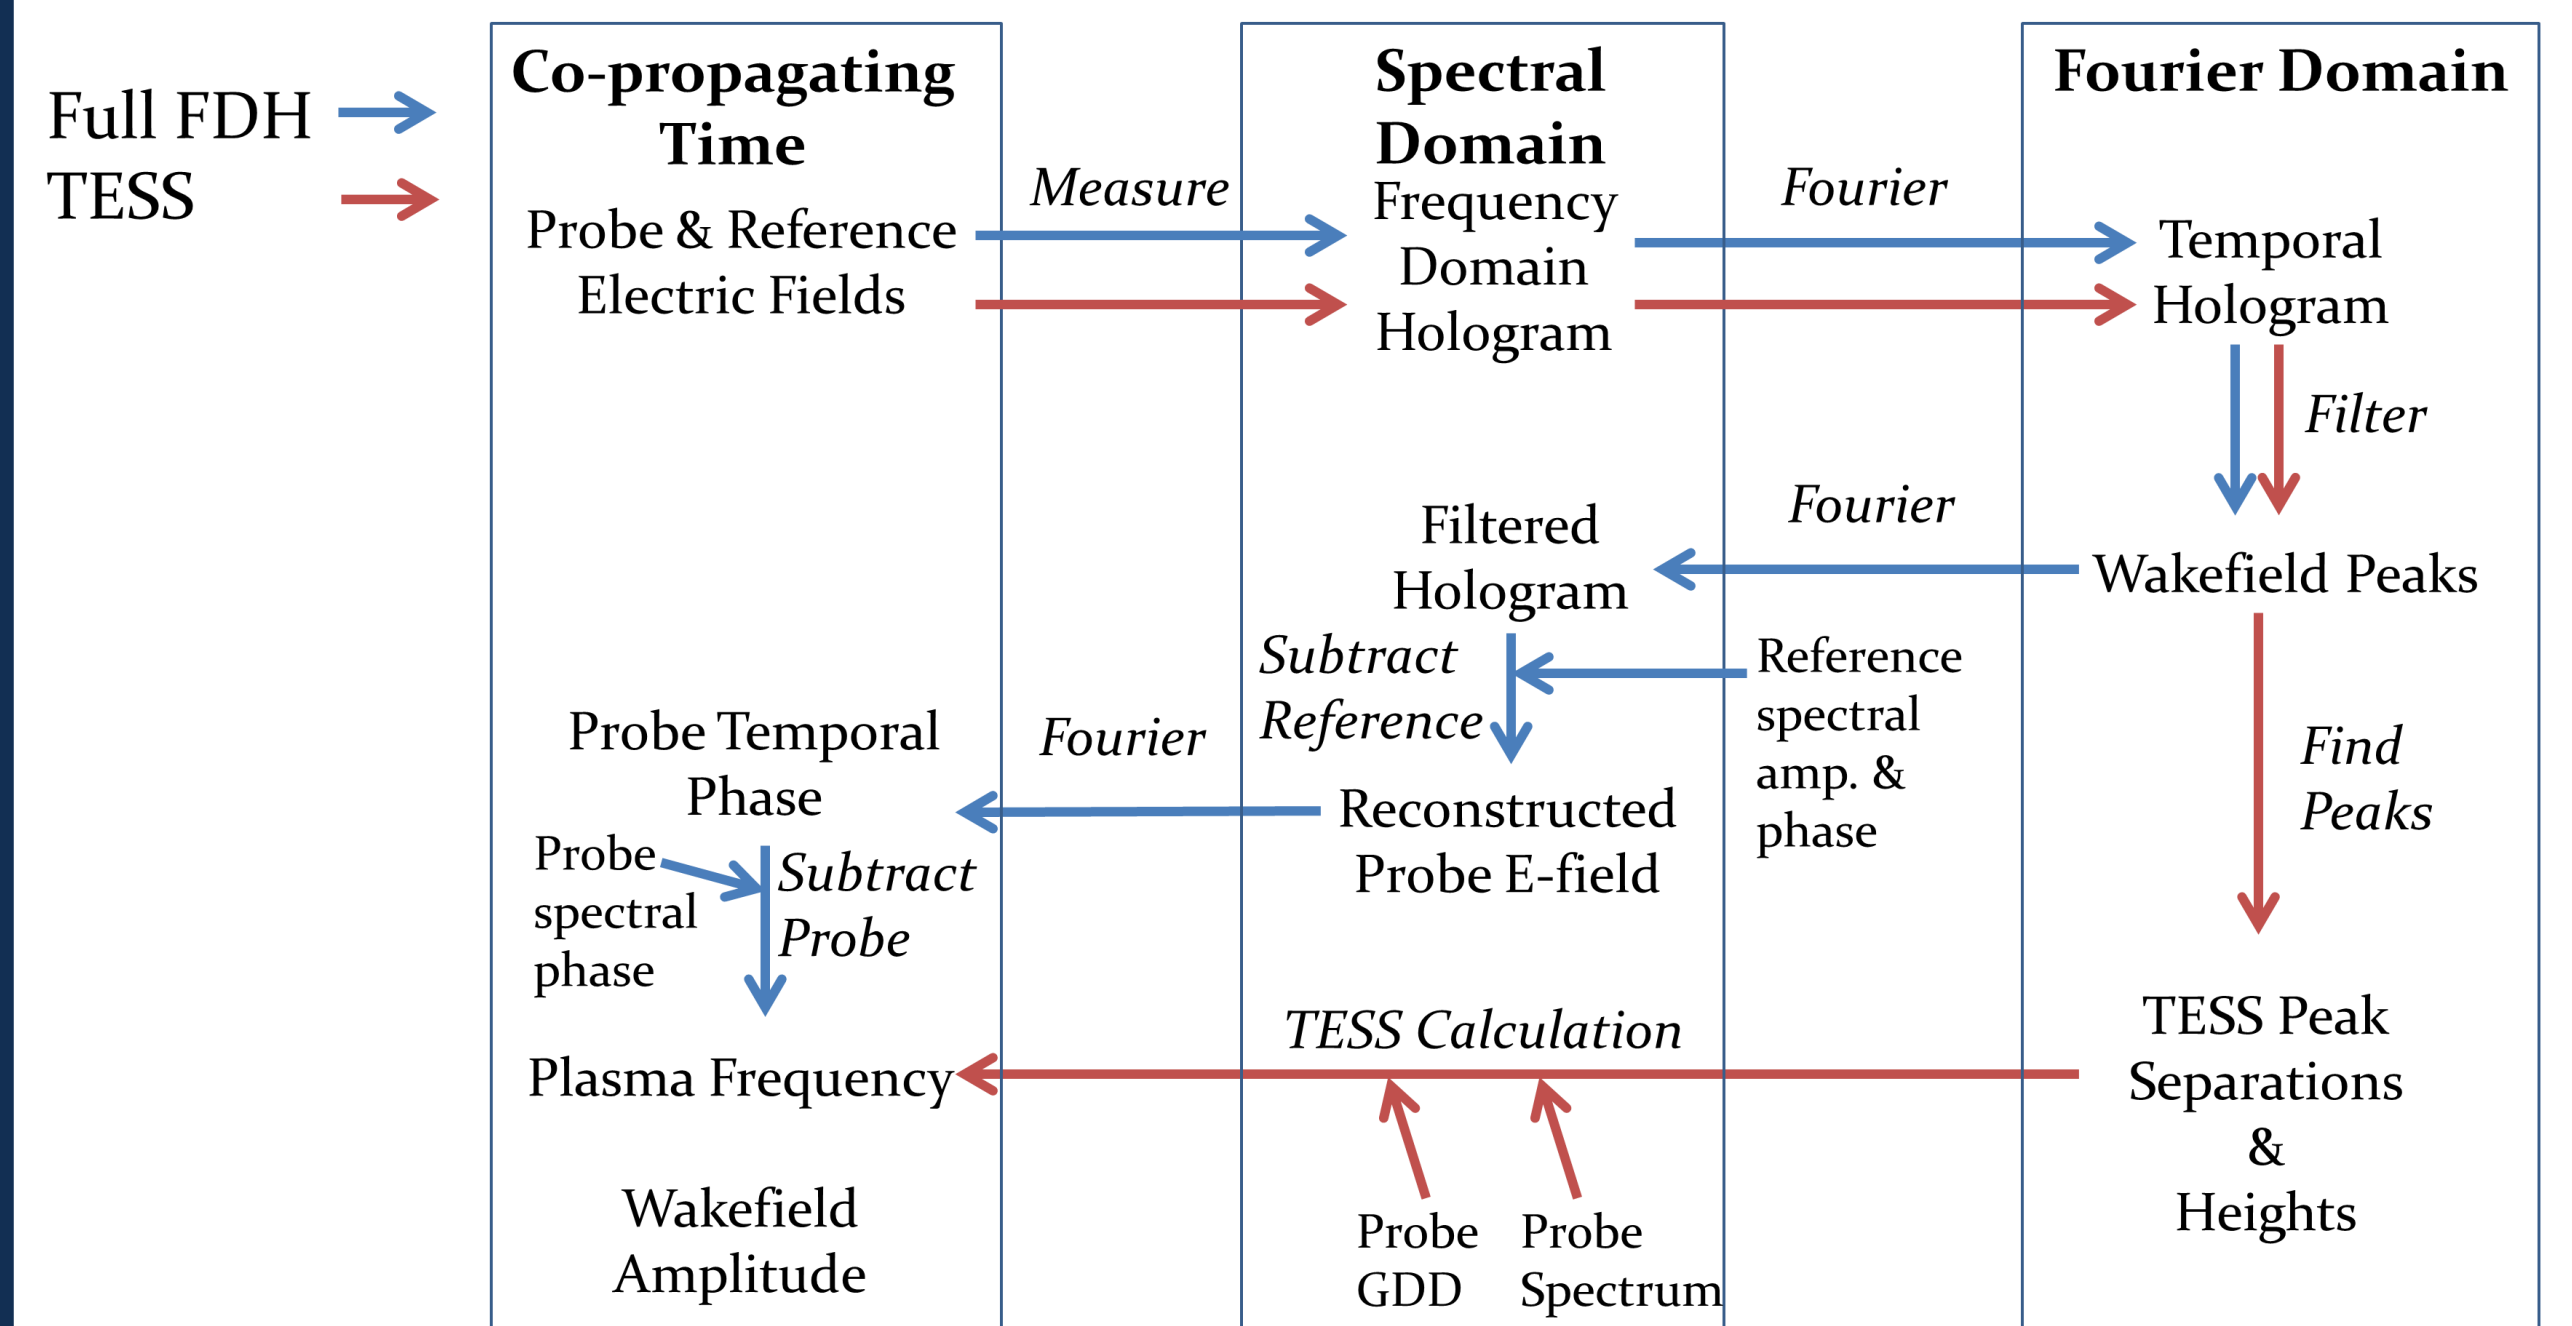 Full FDH
TESS
Co-propagating
Time
Probe & Reference
Electric Fields
Measure
Spectral
Domain
Frequency
Domain
Hologram
Fourier
Fourier Domain
Temporal
Hologram
Filter
Wakefield Peaks
Fourier
Filtered
Hologram
Subtract
Reference
Reference
spectral
amp. &
phase
Reconstructed
Probe E-field
Fourier
Probe Temporal
Phase
Probe
spectral
phase
Subtract
Probe
Find
Peaks
TESS Peak
Separations
&
Heights
TESS Calculation
Probe
GDD
Probe
Spectrum
Plasma Frequency
Wakefield
Amplitude